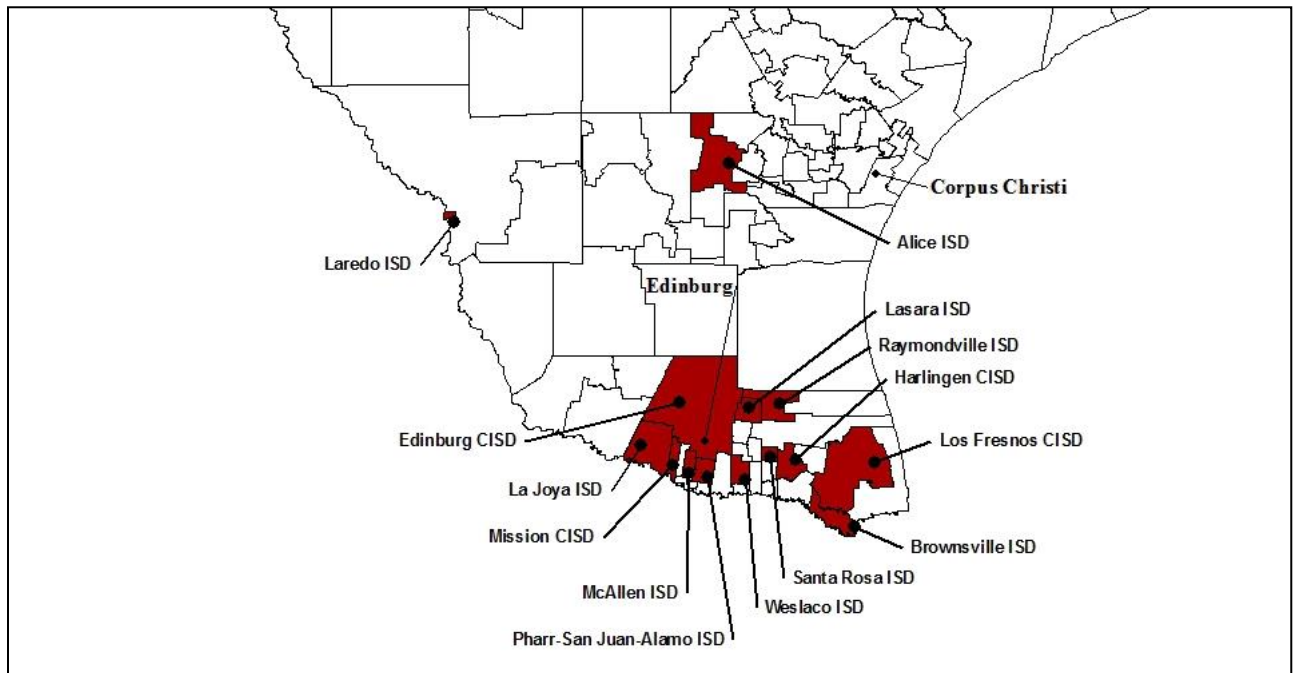 Corpus Christi
Alice ISD
Laredo ISD
Edinburg
Lasara ISD
Raymondville ISD
Harlingen CISD
Edinburg CISD
Los Fresnos CISD
La Joya ISD
Mission CISD
Brownsville ISD
Santa Rosa ISD
McAllen ISD
Weslaco ISD
Pharr-San Juan-Alamo ISD